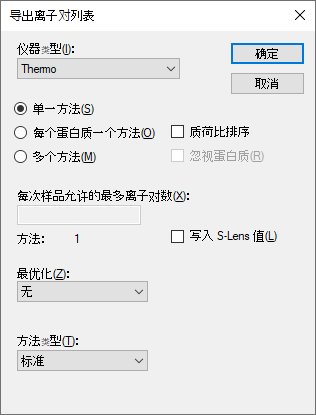 导出离子对列表
仪器类型(I):
Thermo
确定
取消
单一方法(S)
每个蛋白质一个方法(O)
质荷比排序
多个方法(M)
忽视蛋白质(R)
每次样品允许的最多离子对数(X):
方法: 1
写入 S-Lens 值(L)
最优化(Z):
无
方法类型(T):
标准